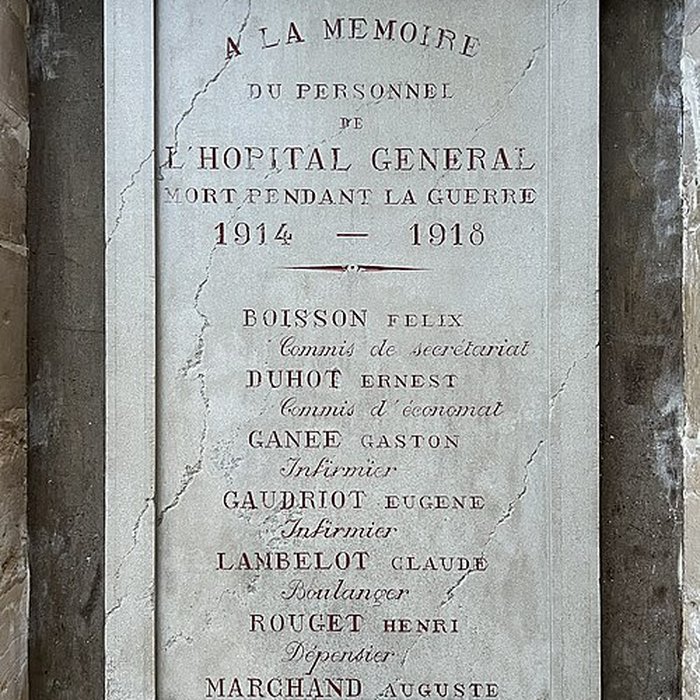 A LA MEMOIRE
DU PERSONNEL
DE
L'HOPITAL GENERAL
MORT PENDANT LA GUERRE
1914 — 1918
BOISSON FELIX
Commis de secrétariat
DUHOT ERNEST
Commis d'économat
GANEE GASTON
Infirmier
GAUDRIOT EUGENE
Infirmier
LAMBELOT CLAUDE
Boulanger
ROUGET HENRI
Dépensier
MARCHAND AUGUSTE